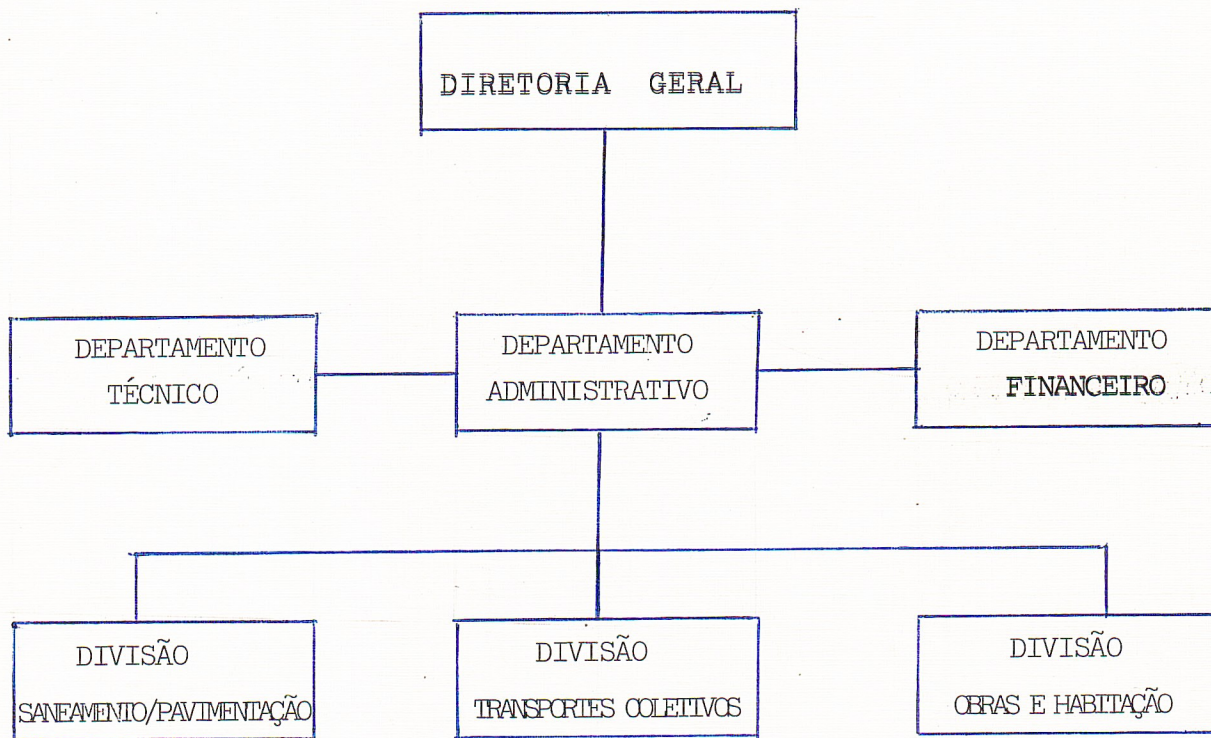 DIRETORIA GERAL
DEPARTAMENTO
TÉCNICO
DEPARTAMENTO
ADMINISTRATIVO
DEPARTAMENTO
FINANCEIRO
DIVISÃO
SANEAMENTO/PAVIMENTAÇÃO
DIVISÃO
TRANSPORTES COLETIVOS
DIVISÃO
OBRAS E HABITAÇÃO